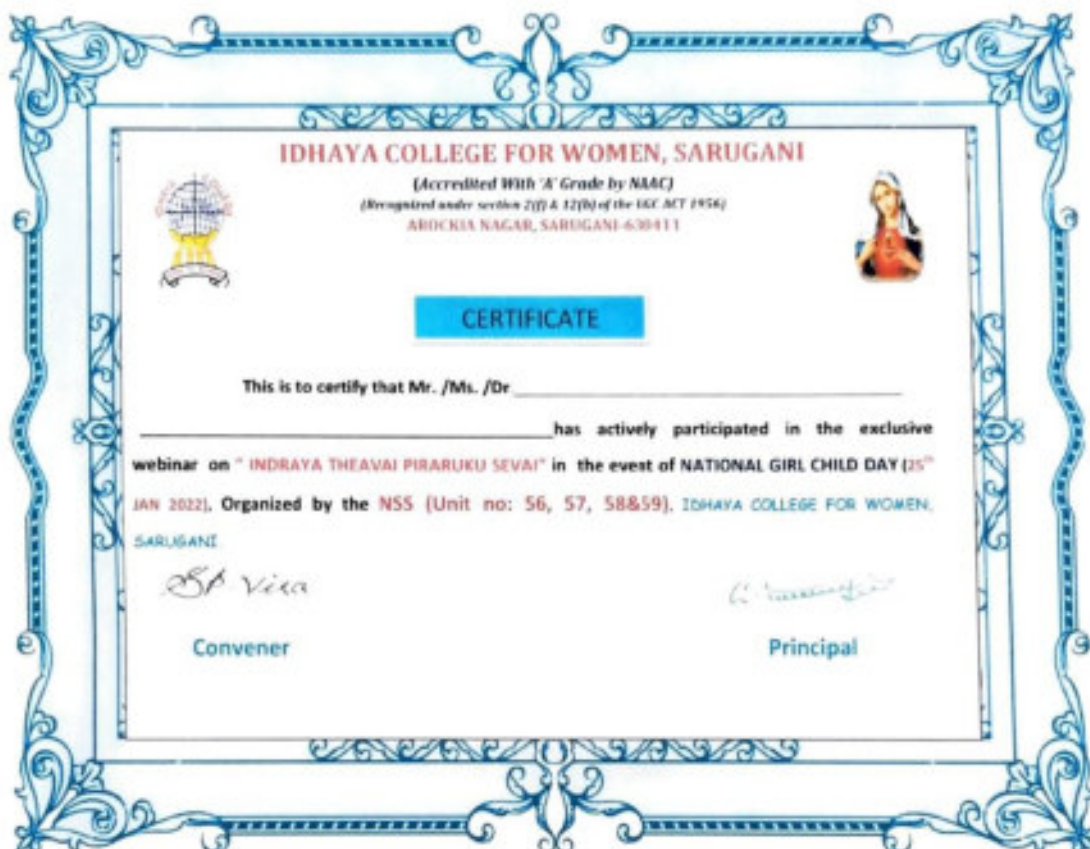 IDHAYA COLLEGE FOR WOMEN, SARUGANI
(Accredited With 'A' Grade by NAAC)
(Recognized under section 2(f) & 12(b) of the UGC ACT 1956)
AROCKIA NAGAR, SARUGANI-630411
CERTIFICATE
This is to certify that Mr. /Ms. /Dr
has actively participated in the exclusive
webinar on " INDRAYA THEAVAI PIRARUKU SEVAI" in the event of NATIONAL GIRL CHILD DAY (25th
JAN 2022), Organized by the NSS (Unit no: 56, 57, 58&59), IDHAYA COLLEGE FOR WOMEN,
SARUGANI
Convener
Principal